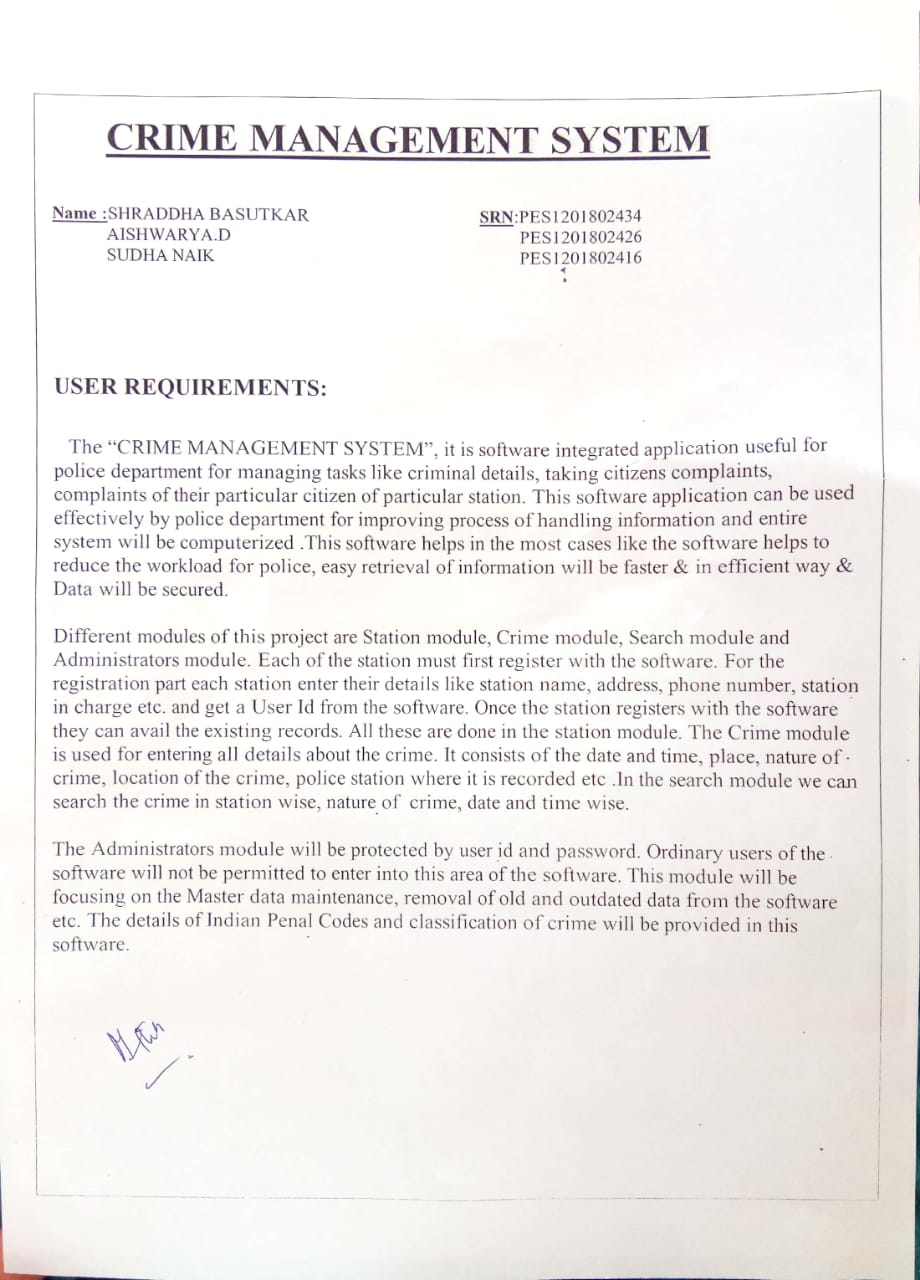 CRIME MANAGEMENT SYSTEM
Name :SHRADDHA BASUTKAR SRN:PES1201802434
AISHWARYA.D PES1201802426
SUDHA NAIK PES1201802416
USER REQUIREMENTS:
The “CRIME MANAGEMENT SYSTEM”, it is software integrated application useful for
police department for managing tasks like criminal details, taking citizens complaints,
complaints of their particular citizen of particular station. This software application can be used
effectively by police department for improving process of handling information and entire
system will be computerized .This software helps in the most cases like the software helps to
reduce the workload for police, easy retrieval of information will be faster & in efficient way &
Data will be secured.
Different modules of this project are Station module, Crime module, Search module and
Administrators module. Each of the station must first register with the software. For the
registration part each station enter their details like station name, address, phone number, station
in charge etc. and get a User Id from the software. Once the station registers with the software
they can avail the existing records. All these are done in the station module. The Crime module
is used for entering all details about the crime. It consists of the date and time, place, nature of
crime, location of the crime, police station where it is recorded etc .In the search module we can
search the crime in station wise, nature of crime, date and time wise.
The Administrators module will be protected by user id and password. Ordinary users of the
software will not be permitted to enter into this area of the software. This module will be
focusing on the Master data maintenance, removal of old and outdated data from the software
etc. The details of Indian Penal Codes and classification of crime will be provided in this
software.